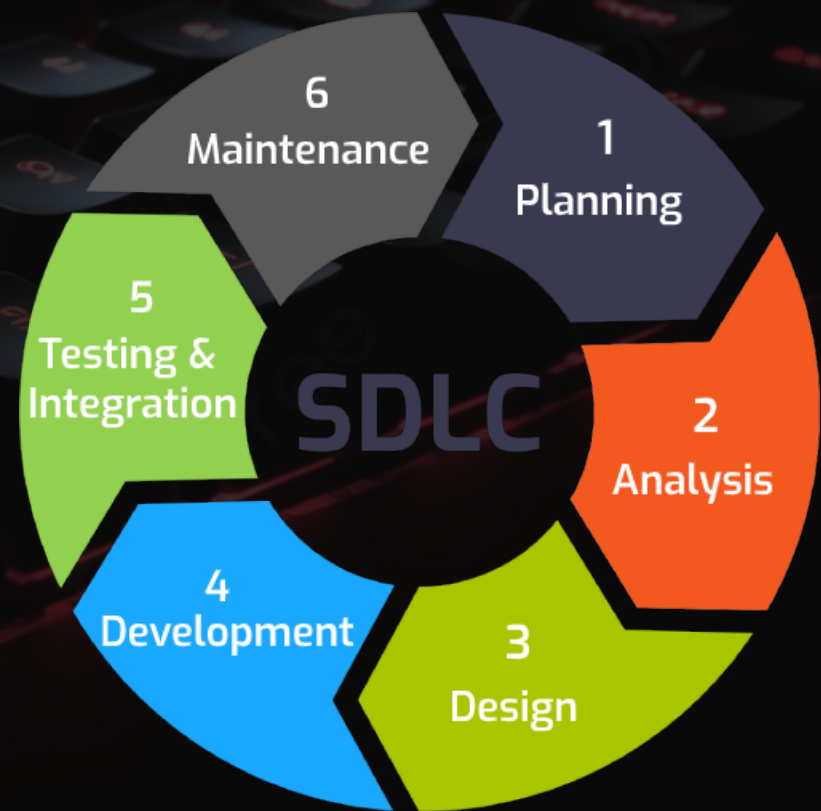 1
Planning
2
Analysis
3
Design
4
Development
5
Testing &
Integration
6
Maintenance
SDLC